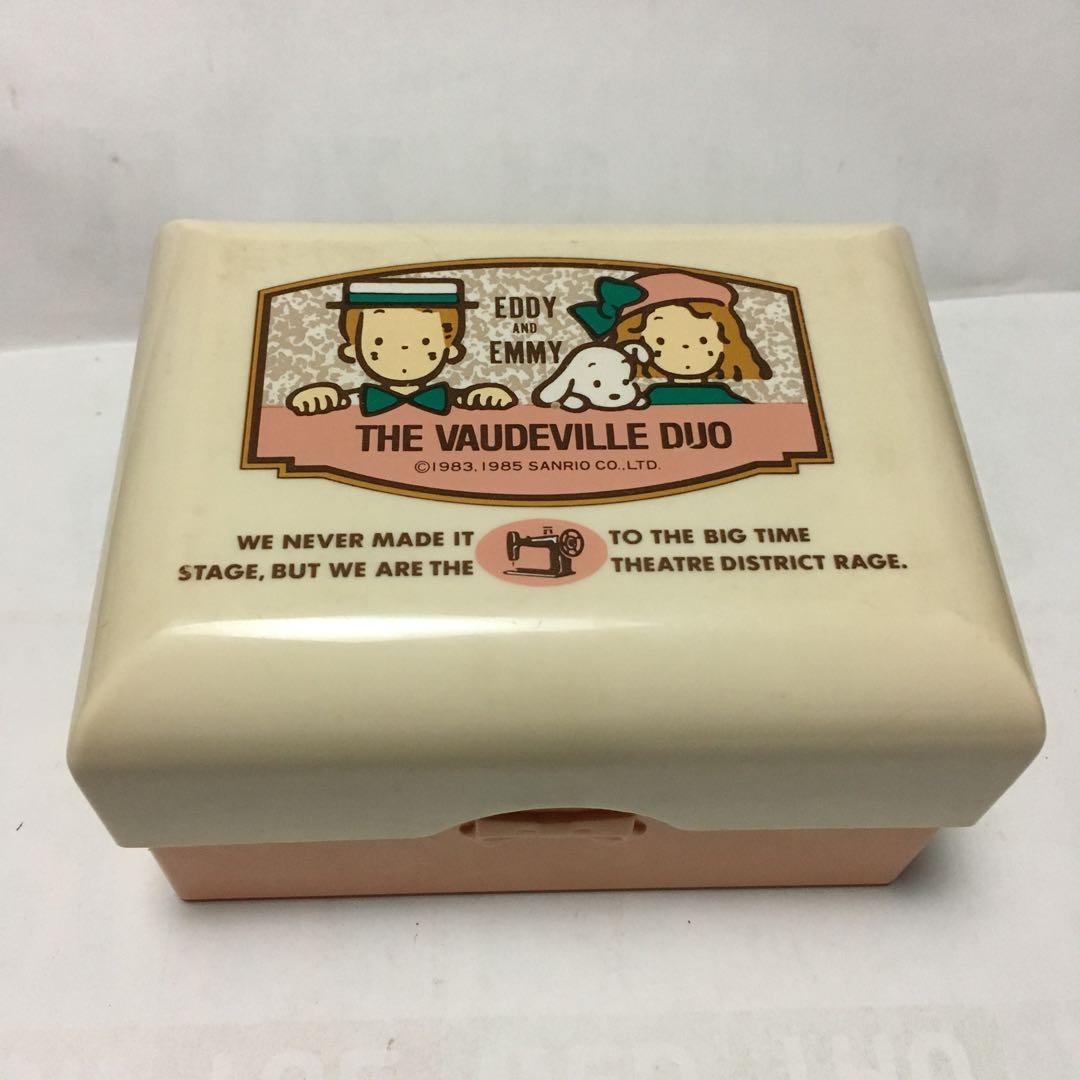 EDDY
AND
EMMY
THE VAUDEVILLE DUO
©1983, 1985 SANRIO CO., LTD.
WE NEVER MADE IT TO THE BIG TIME
STAGE, BUT WE ARE THE THEATRE DISTRICT RAGE.